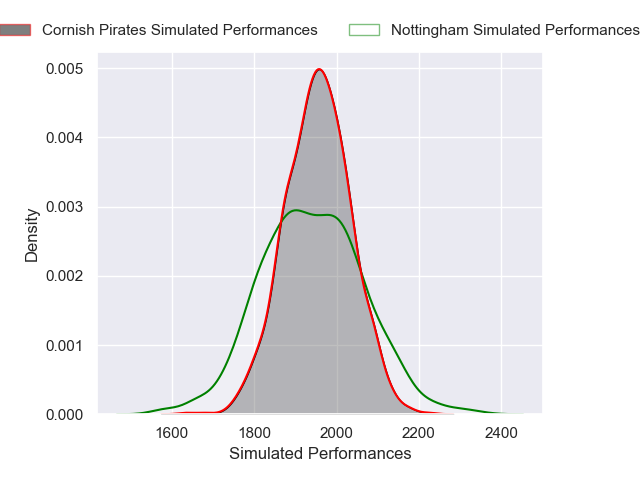 Cornish Pirates Simulated Performances Nottingham Simulated Performances
0.005
0.004
0.003
0.002
0.001
0.000
Density
1600 1800 2000 2200 2400
Simulated Performances